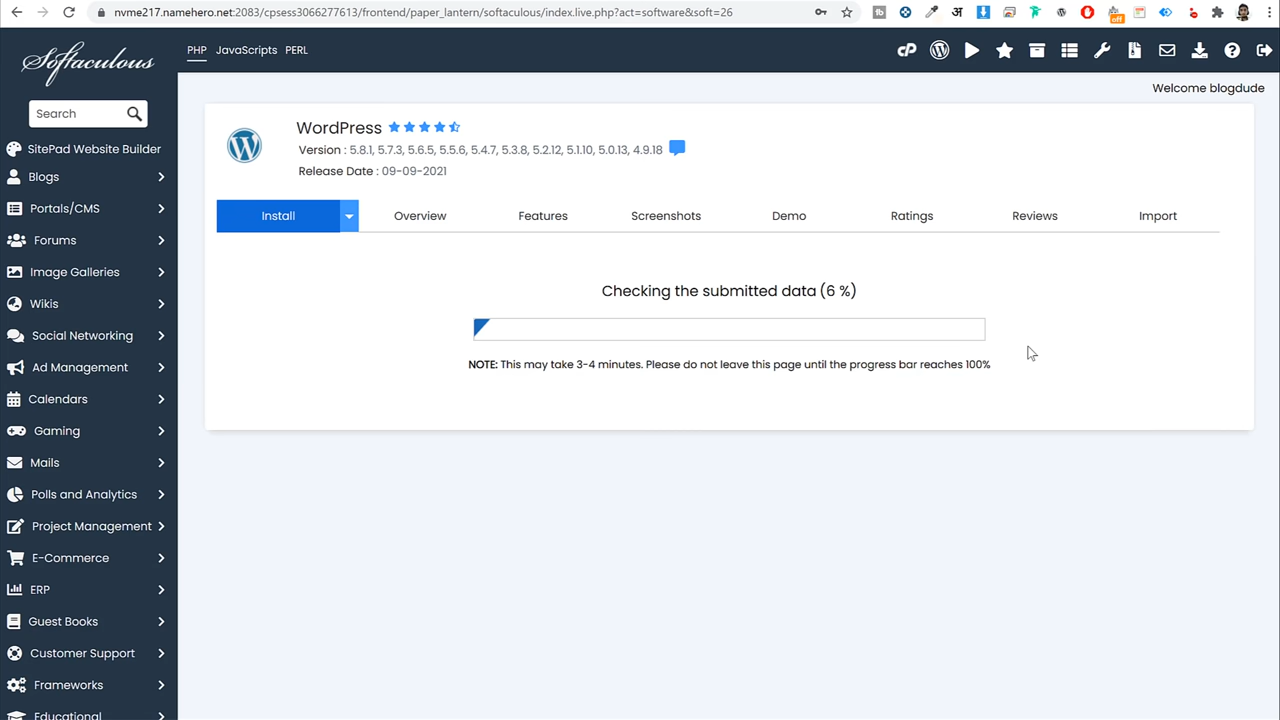 nvme217.namehero.net:2083/cpsess3066277613/frontend/paper_lantern/softaculous/index.live.php?act=software&soft=26
अ
off
Softaculous
PHP JavaScripts PERL
Welcome blogdude
Search
SitePad Website Builder
Blogs
Portals/CMS
Forums
Image Galleries
Wikis
Social Networking
Ad Management
Calendars
Gaming
Mails
Polls and Analytics
Project Management
E-Commerce
ERP
Guest Books
Customer Support
Frameworks
Educational
WordPress
Version : 5.8.1, 5.7.3, 5.6.5, 5.5.6, 5.4.7, 5.3.8, 5.2.12, 5.1.10, 5.0.13, 4.9.18
Release Date : 09-09-2021
Install Overview Features Screenshots Demo Ratings Reviews Import
Checking the submitted data (6 %)
NOTE: This may take 3-4 minutes. Please do not leave this page until the progress bar reaches 100%